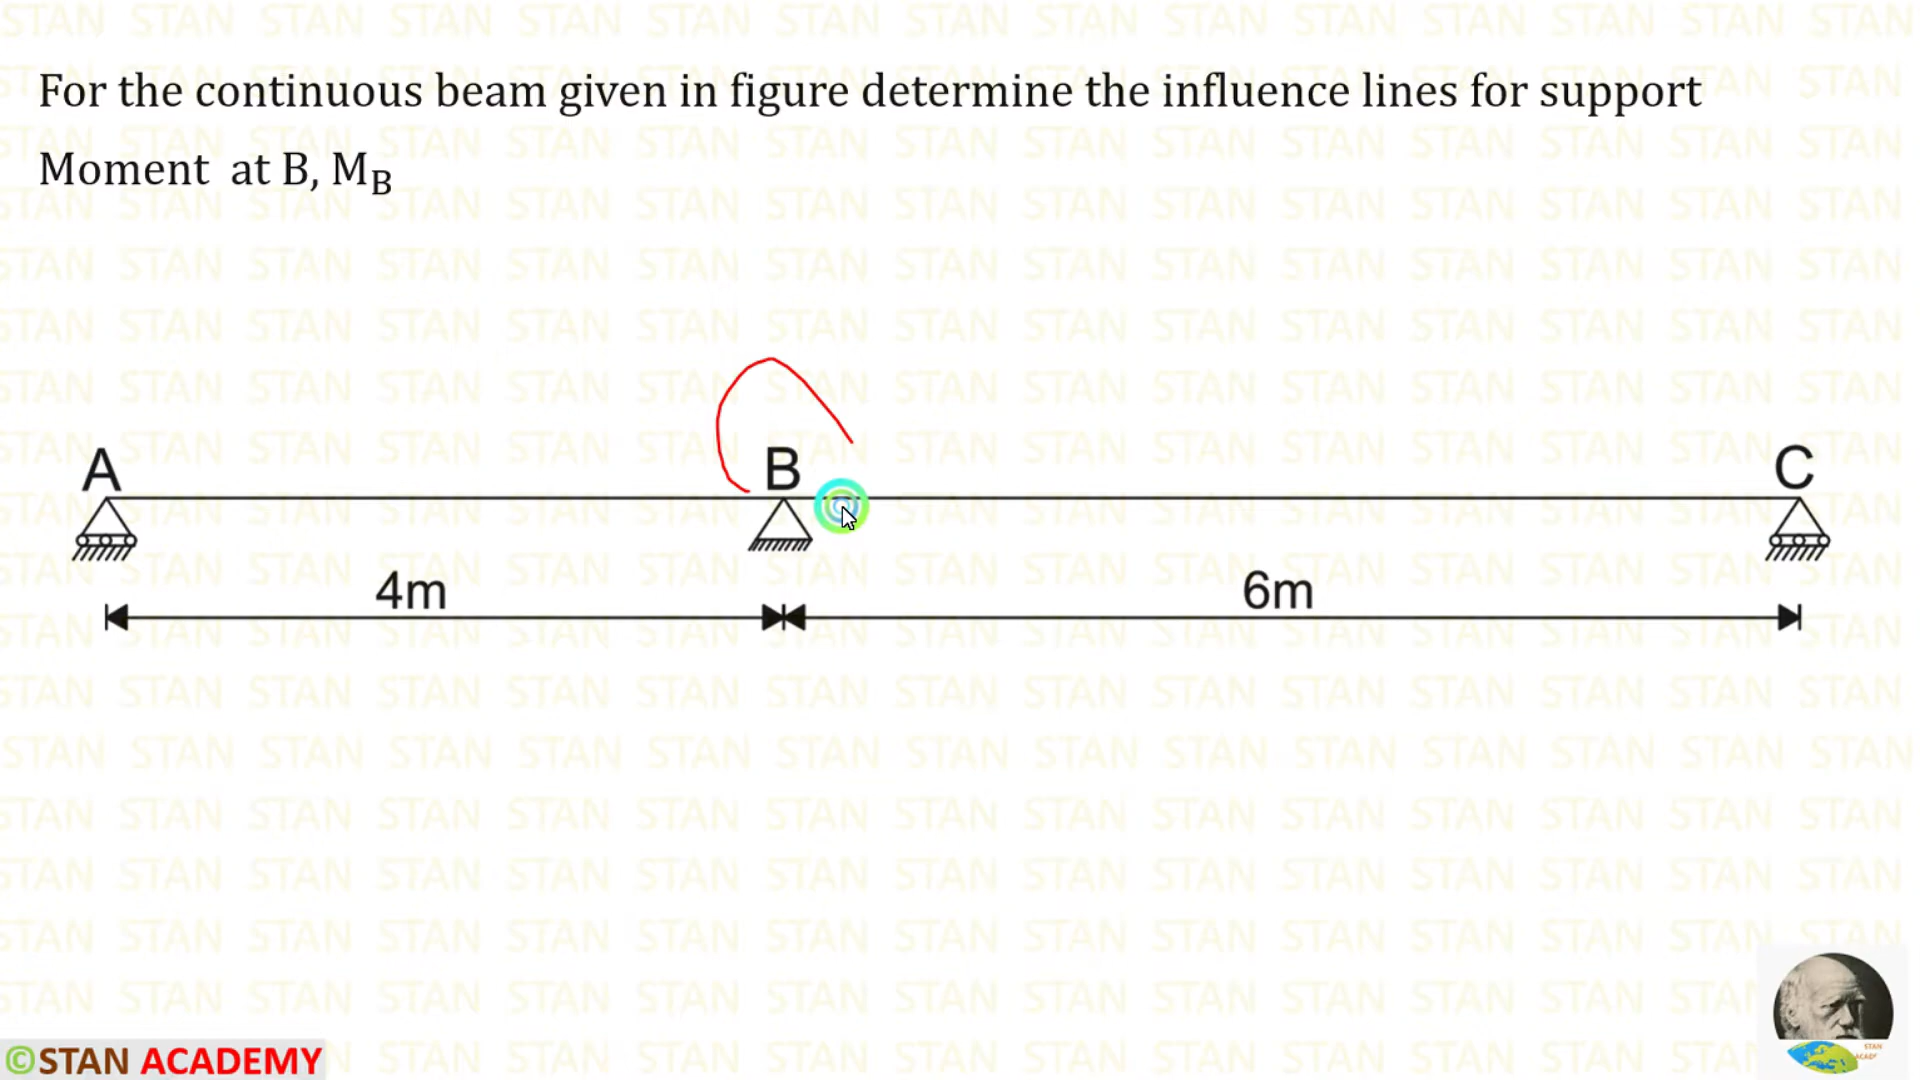 For the continuous beam given in figure determine the influence lines for support
Moment at B, M_B
A B C
4m 6m
©STAN ACADEMY